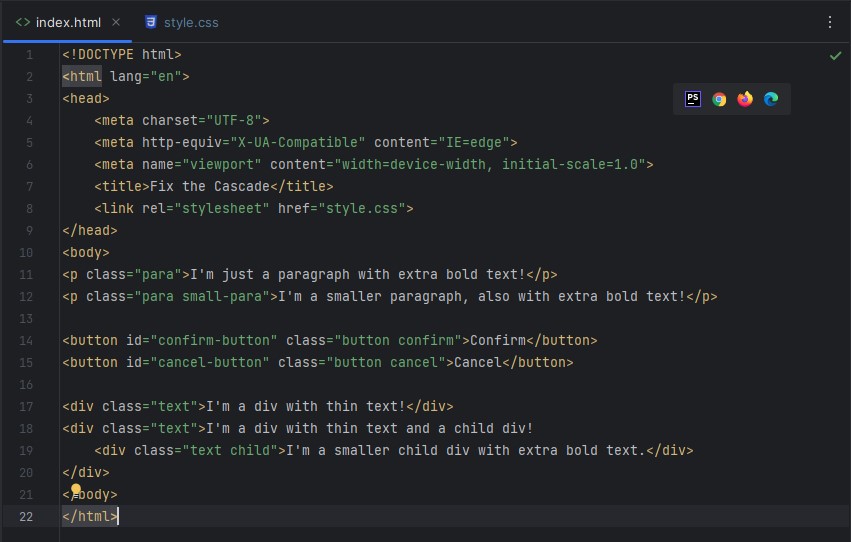 index.html
style.css
1 <!DOCTYPE html>
2 <html lang="en">
3 <head>
4 <meta charset="UTF-8">
5 <meta http-equiv="X-UA-Compatible" content="IE=edge">
6 <meta name="viewport" content="width=device-width, initial-scale=1.0">
7 <title>Fix the Cascade</title>
8 <link rel="stylesheet" href="style.css">
9 </head>
10 <body>
11 <p class="para">I'm just a paragraph with extra bold text!</p>
12 <p class="para small-para">I'm a smaller paragraph, also with extra bold text!</p>
13
14 <button id="confirm-button" class="button confirm">Confirm</button>
15 <button id="cancel-button" class="button cancel">Cancel</button>
16
17 <div class="text">I'm a div with thin text!</div>
18 <div class="text">I'm a div with thin text and a child div!
19 <div class="text child">I'm a smaller child div with extra bold text.</div>
20 </div>
21 </body>
22 </html>
PS